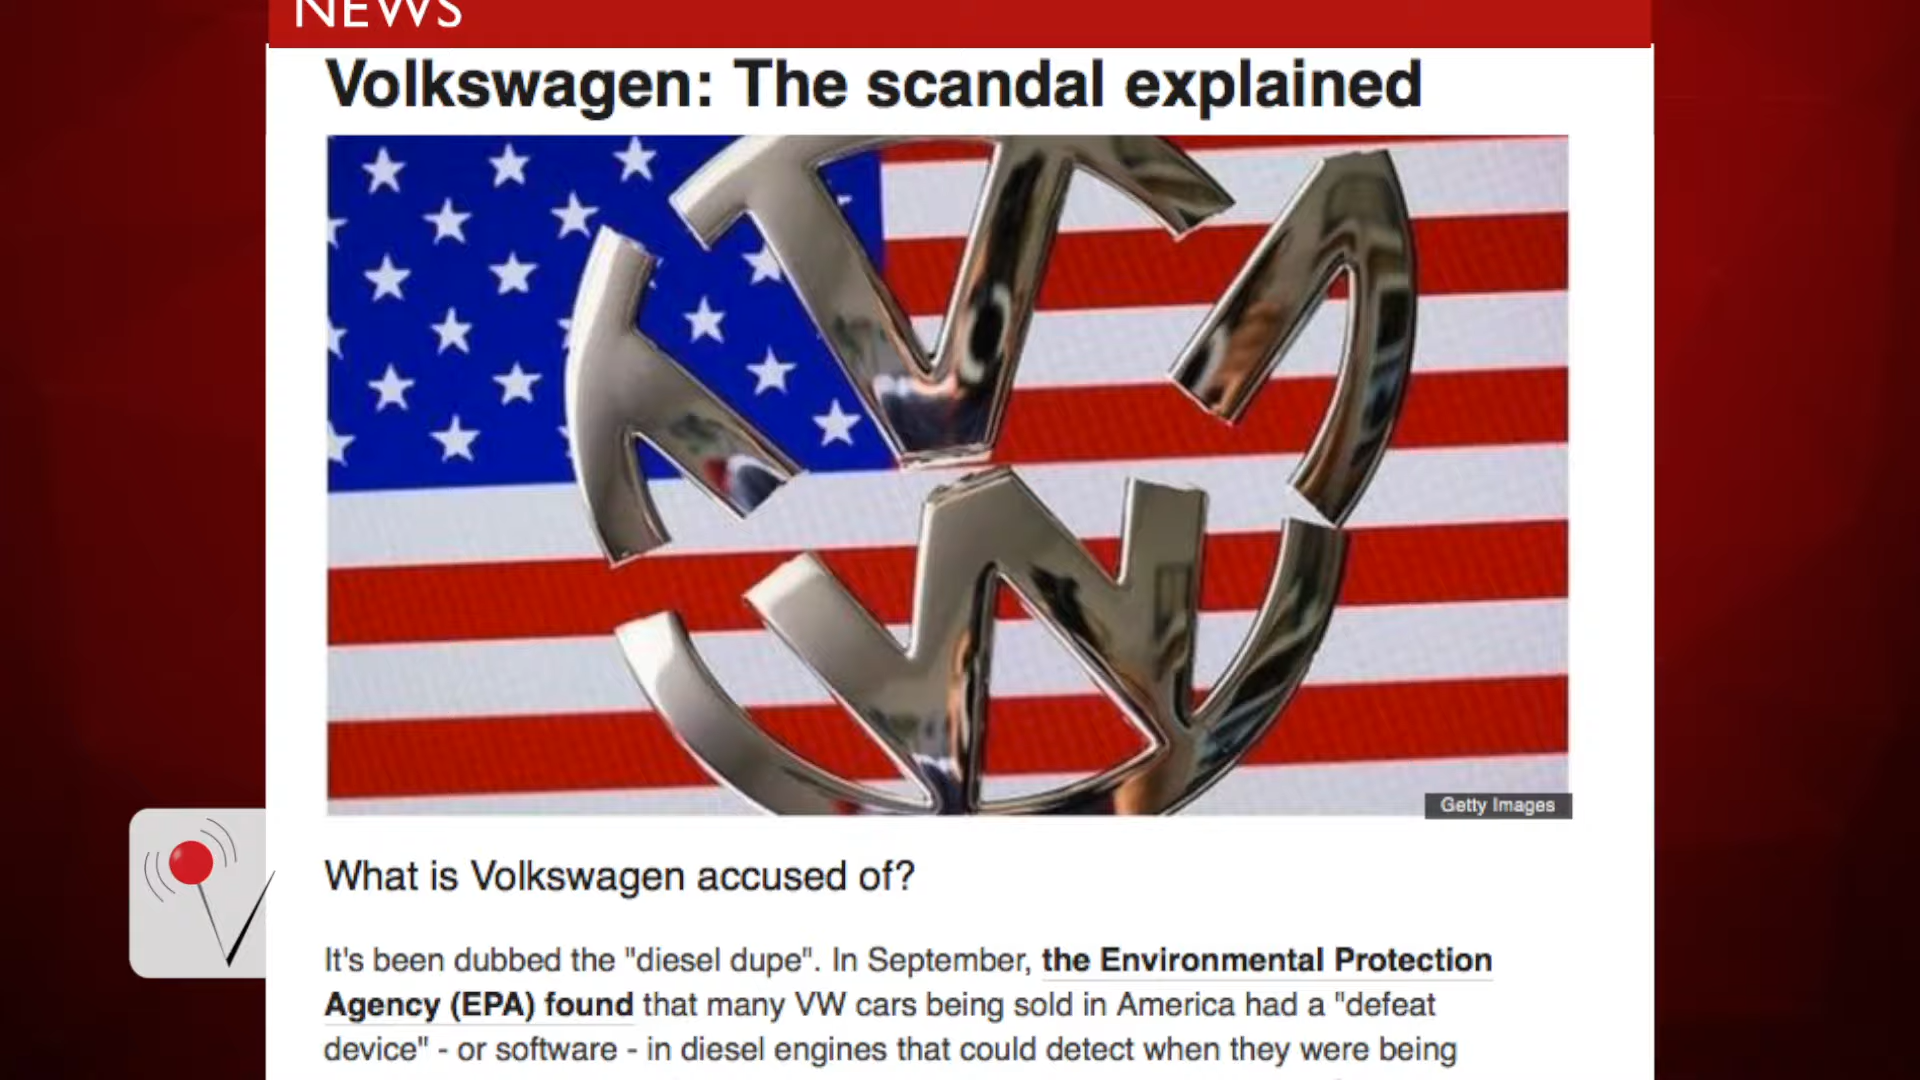 NEWS
Volkswagen: The scandal explained
Getty Images
What is Volkswagen accused of?
It's been dubbed the "diesel dupe". In September, the Environmental Protection
Agency (EPA) found that many VW cars being sold in America had a "defeat
device" - or software - in diesel engines that could detect when they were being